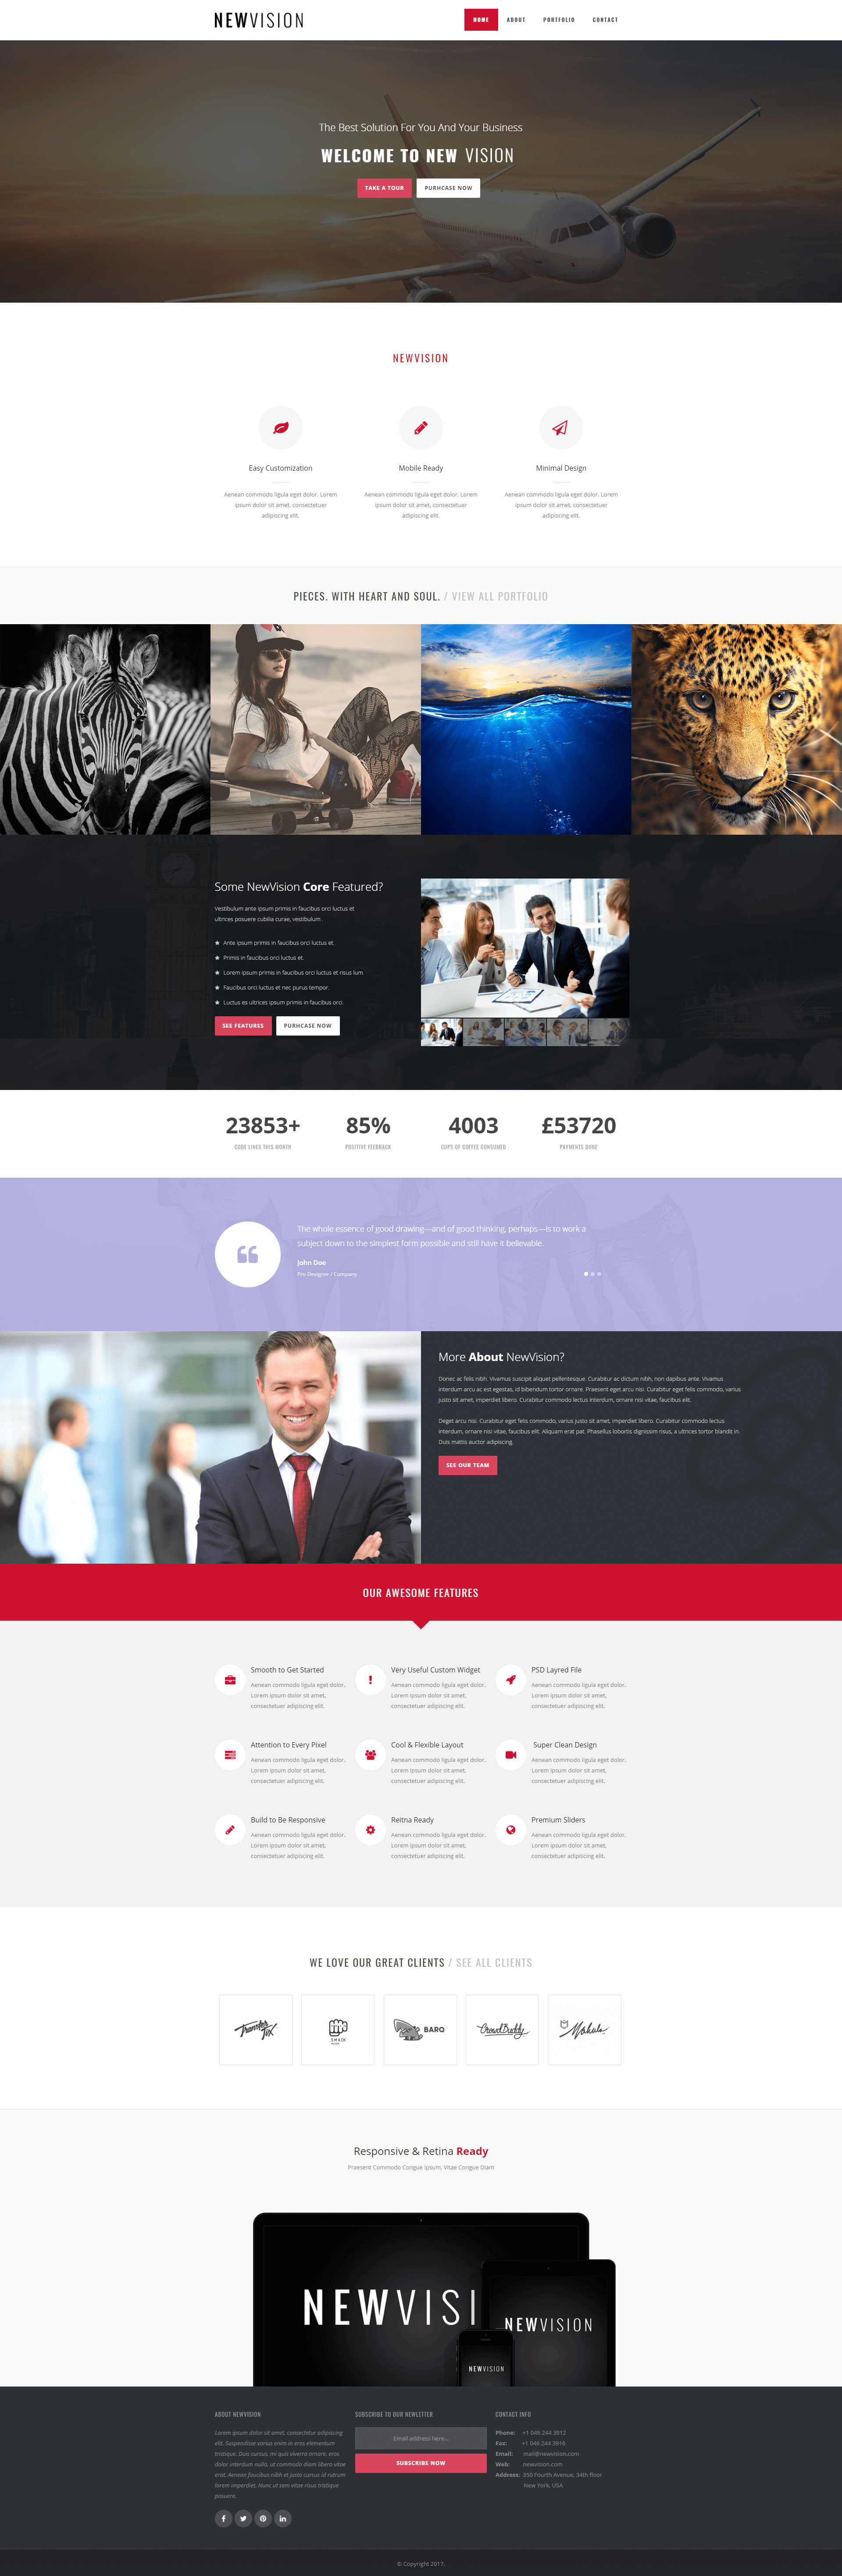 NEWVISION
HOME ABOUT PORTFOLIO CONTACT
The Best Solution For You And Your Business
WELCOME TO NEW VISION
TAKE A TOUR
PURHCASE NOW
NEWVISION
Easy Customization
Aenean commodo ligula eget dolor. Lorem
ipsum dolor sit amet, consectetuer
adipiscing elit.
Mobile Ready
Aenean commodo ligula eget dolor. Lorem
ipsum dolor sit amet, consectetuer
adipiscing elit.
Minimal Design
Aenean commodo ligula eget dolor. Lorem
ipsum dolor sit amet, consectetuer
adipiscing elit.
PIECES. WITH HEART AND SOUL. / VIEW ALL PORTFOLIO
Some NewVision Core Featured?
Vestibulum ante ipsum primis in faucibus orci luctus et
ultrices posuere cubilia curae, vestibulum .
Ante ipsum primis in faucibus orci luctus et.
Primis in faucibus orci luctus et.
Lorem ipsum primis in faucibus orci luctus et risus lum.
Faucibus orci luctus et nec purus tempor.
Luctus es ultrices ipsum primis in faucibus orci.
SEE FEATURES
PURHCASE NOW
23853+
CODE LINES THIS MONTH
85%
POSITIVE FEEDBACK
4003
CUPS OF COFFEE CONSUMED
£53720
PAYMENTS DONE
The whole essence of good drawing—and of good thinking, perhaps—is to work a
subject down to the simplest form possible and still have it believable.
John Doe
Pro Designer / Company
More About NewVision?
Donec ac felis nibh. Vivamus suscipit aliquet pellentesque. Curabitur ac dictum nibh, non dapibus ante. Vivamus
interdum arcu ac est egestas, id bibendum tortor ornare. Praesent eget arcu nisi. Curabitur eget felis commodo, varius
justo sit amet, imperdiet libero. Curabitur commodo lectus interdum, ornare nisi vitae, faucibus elit.
Deget arcu nisi. Curabitur eget felis commodo, varius justo sit amet, imperdiet libero. Curabitur commodo lectus
interdum, ornare nisi vitae, faucibus elit. Aliquam erat pat. Phasellus lobortis dignissim risus, a ultrices tortor blandit in.
Duis mattis auctor adipiscing.
SEE OUR TEAM
OUR AWESOME FEATURES
Smooth to Get Started
Aenean commodo ligula eget dolor.
Lorem ipsum dolor sit amet,
consectetuer adipiscing elit.
Very Useful Custom Widget
Aenean commodo ligula eget dolor.
Lorem ipsum dolor sit amet,
consectetuer adipiscing elit.
PSD Layred File
Aenean commodo ligula eget dolor.
Lorem ipsum dolor sit amet,
consectetuer adipiscing elit.
Attention to Every Pixel
Aenean commodo ligula eget dolor.
Lorem ipsum dolor sit amet,
consectetuer adipiscing elit.
Cool & Flexible Layout
Aenean commodo ligula eget dolor.
Lorem ipsum dolor sit amet,
consectetuer adipiscing elit.
Super Clean Design
Aenean commodo ligula eget dolor.
Lorem ipsum dolor sit amet,
consectetuer adipiscing elit.
Build to Be Responsive
Aenean commodo ligula eget dolor.
Lorem ipsum dolor sit amet,
consectetuer adipiscing elit.
Reitna Ready
Aenean commodo ligula eget dolor.
Lorem ipsum dolor sit amet,
consectetuer adipiscing elit.
Premium Sliders
Aenean commodo ligula eget dolor.
Lorem ipsum dolor sit amet,
consectetuer adipiscing elit.
WE LOVE OUR GREAT CLIENTS / SEE ALL CLIENTS
BARQ
CrowdBuddy
Responsive & Retina Ready
Praesent Commodo Congue Ipsum, Vitae Congue Diam
NEWVISI
NEWVISION
NEWVISION
ABOUT NEWVISION
Lorem ipsum dolor sit amet, consectetur adipiscing
elit. Suspendisse varius enim in eros elementum
tristique. Duis cursus, mi quis viverra ornare, eros
dolor interdum nulla, ut commodo diam libero vitae
erat. Aenean faucibus nibh et justo cursus id rutrum
lorem imperdiet. Nunc ut sem vitae risus tristique
posuere.
SUBSCRIBE TO OUR NEWLETTER
Email address here...
SUBSCRIBE NOW
CONTACT INFO
Phone: +1 046 244 3912
Fax: +1 046 244 3916
Email: mail@newvision.com
Web: newvision.com
Address: 350 Fourth Avenue, 34th floor
New York, USA
© Copyright 2017.